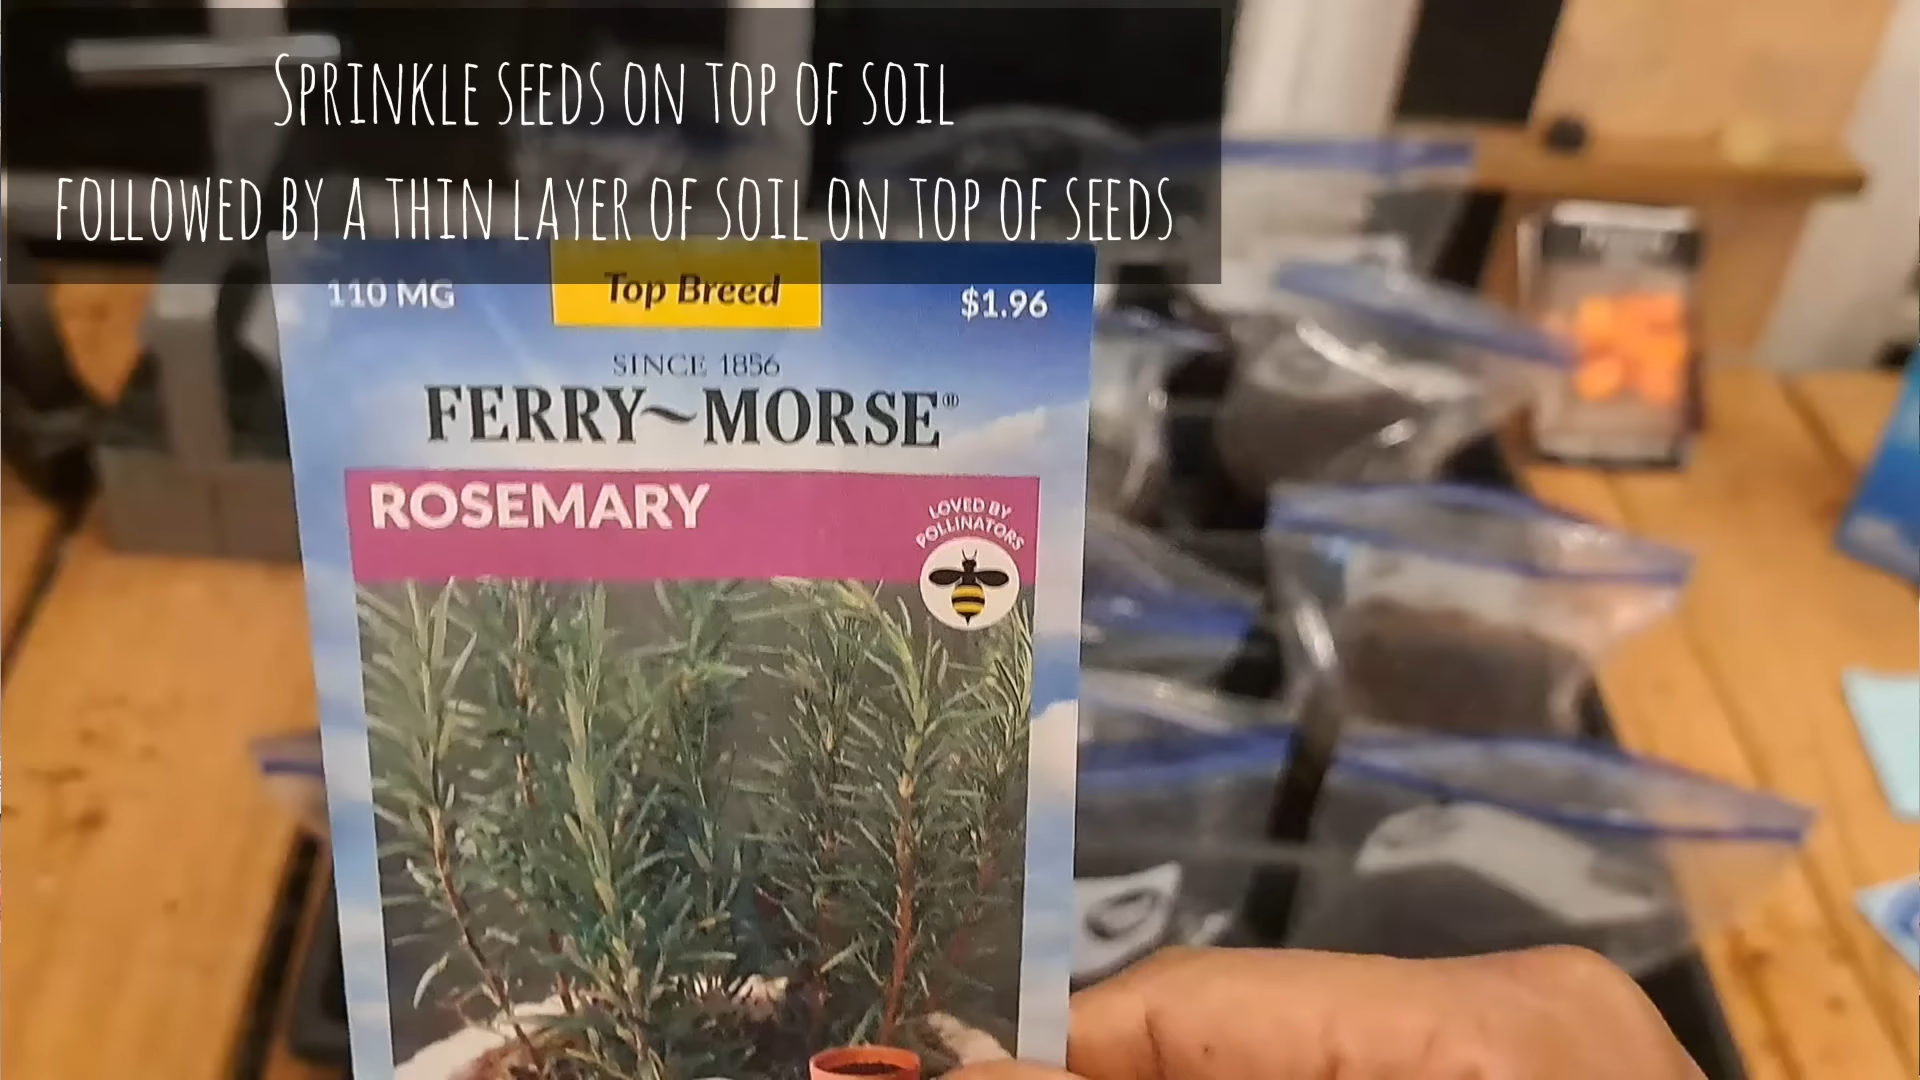 SPRINKLE SEEDS ON TOP OF SOIL
FOLLOWED BY A THIN LAYER OF SOIL ON TOP OF SEEDS
110 MG
Top Breed
$1.96
SINCE 1856
FERRY~MORSE®
ROSEMARY
LOVED BY
POLLINATORS